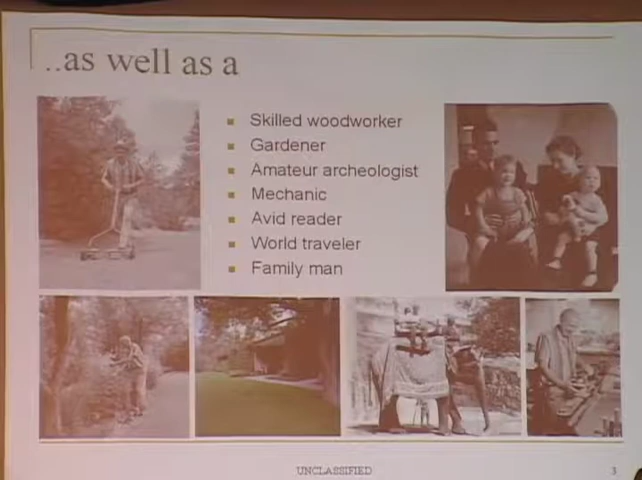 ..as well as a
Skilled woodworker
Gardener
Amateur archeologist
Mechanic
Avid reader
World traveler
Family man
UNCLASSIFIED
3